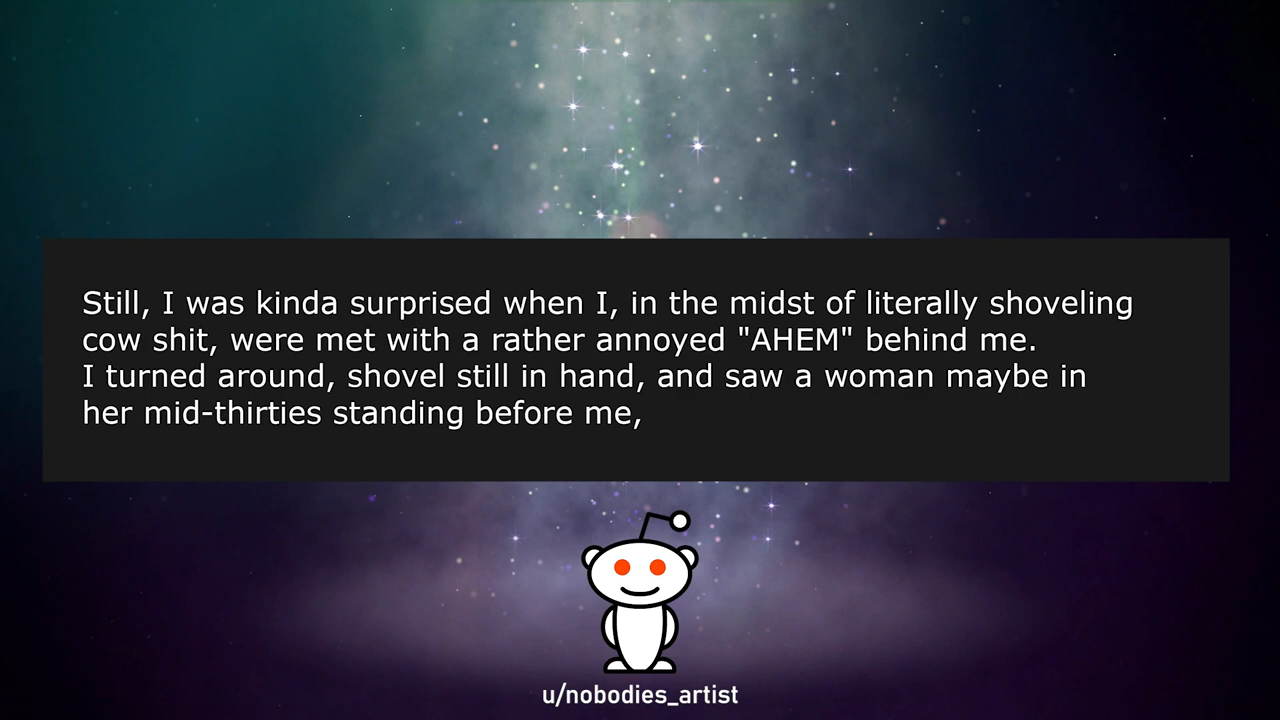 Still, I was kinda surprised when I, in the midst of literally shoveling
cow shit, were met with a rather annoyed "AHEM" behind me.
I turned around, shovel still in hand, and saw a woman maybe in
her mid-thirties standing before me,
u/nobodies_artist